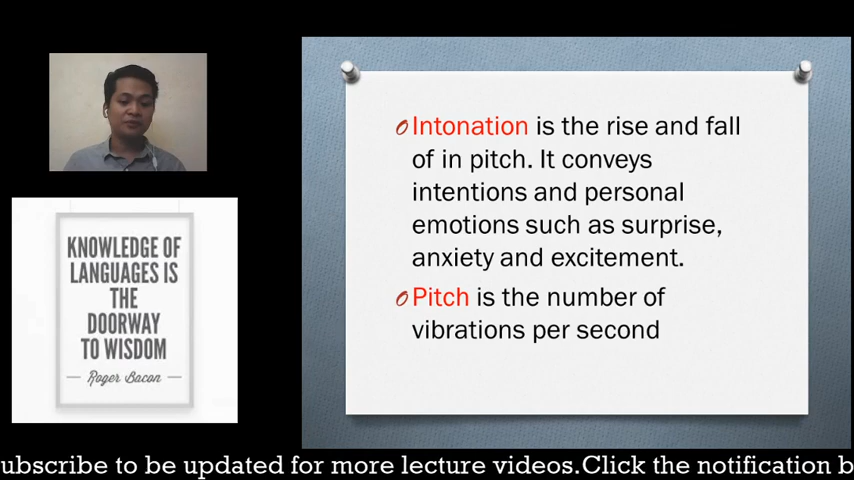 Intonation is the rise and fall
of in pitch. It conveys
intentions and personal
emotions such as surprise,
anxiety and excitement.
Pitch is the number of
vibrations per second
KNOWLEDGE OF
LANGUAGES IS
THE
DOORWAY
TO WISDOM
— Roger Bacon —
ubscribe to be updated for more lecture videos.Click the notification b